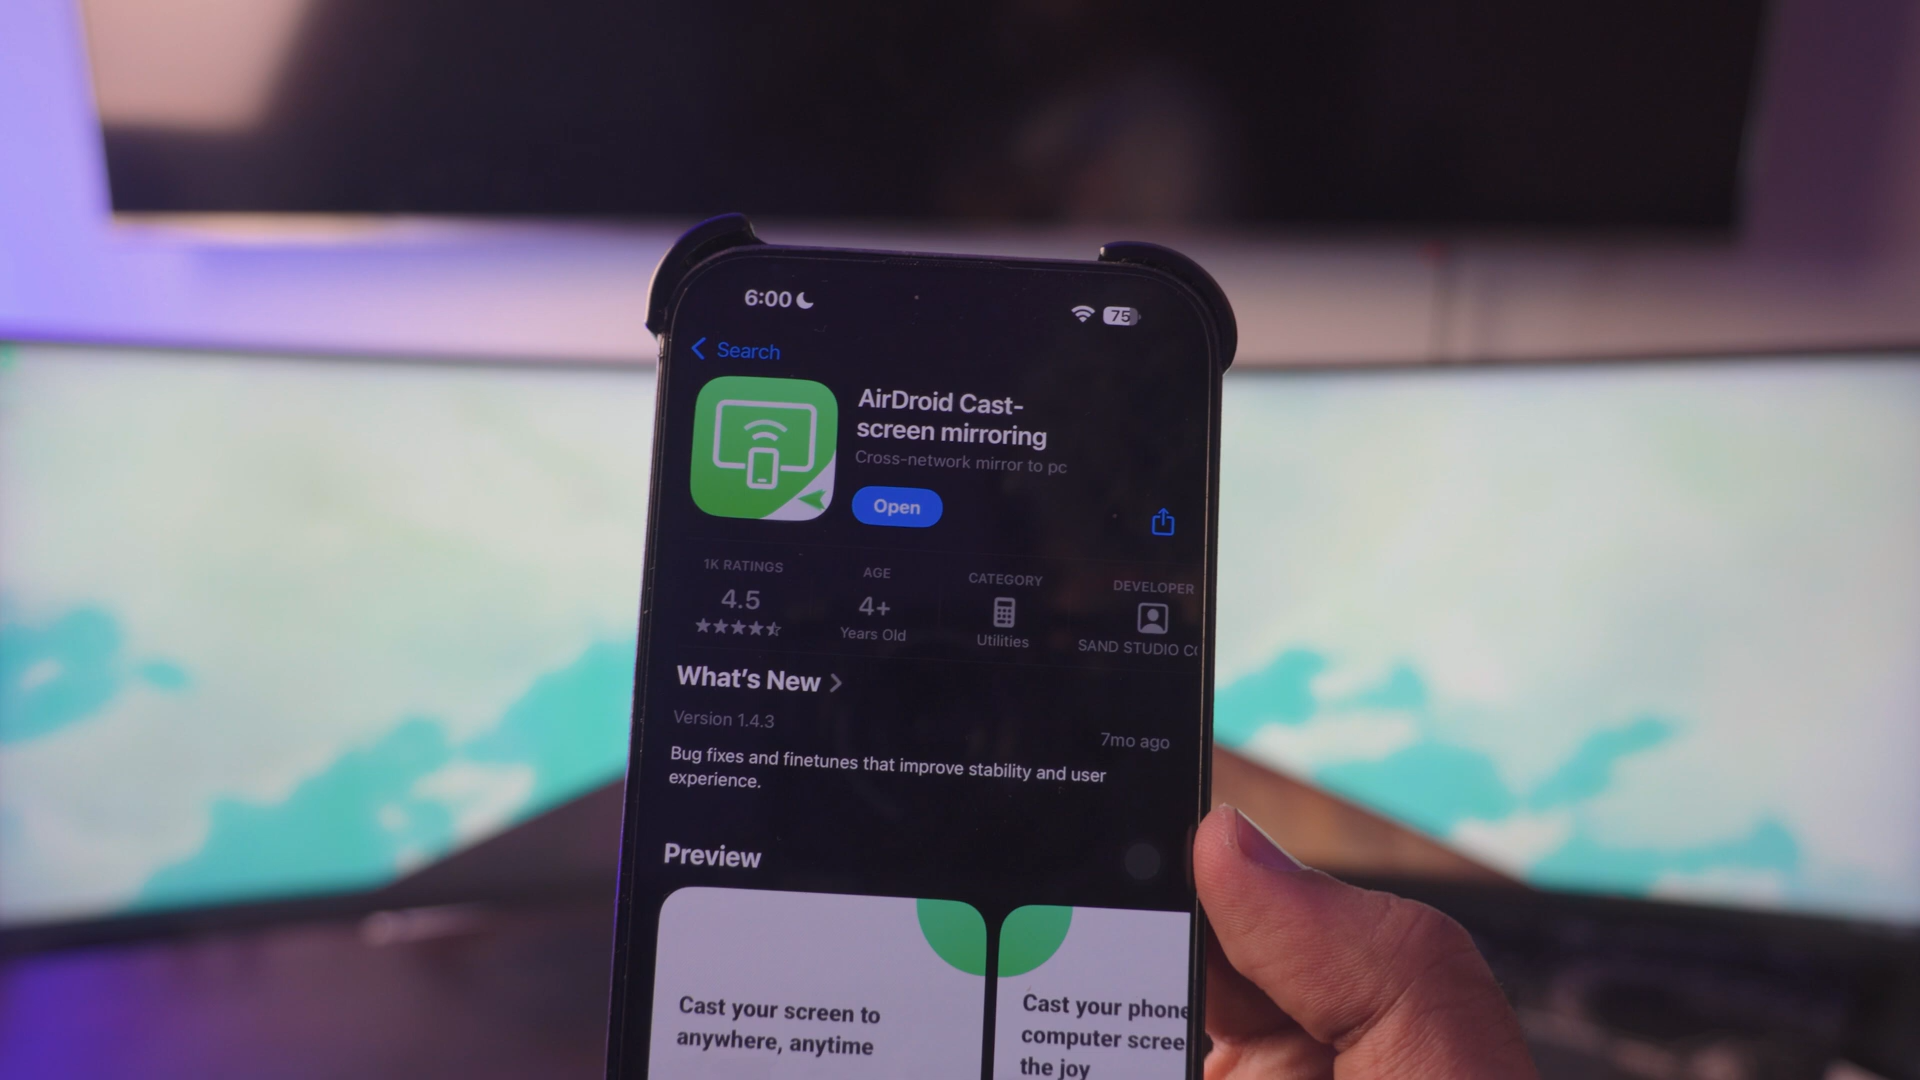 6:00
75
Search
AirDroid Cast-
screen mirroring
Cross-network mirror to pc
Open
1K RATINGS
4.5
AGE
4+
Years Old
CATEGORY
Utilities
DEVELOPER
SAND STUDIO
What's New
Version 1.4.3
7mo ago
Bug fixes and finetunes that improve stability and user
experience.
Preview
Cast your screen to
anywhere, anytime
Cast your phone
computer scree
the joy